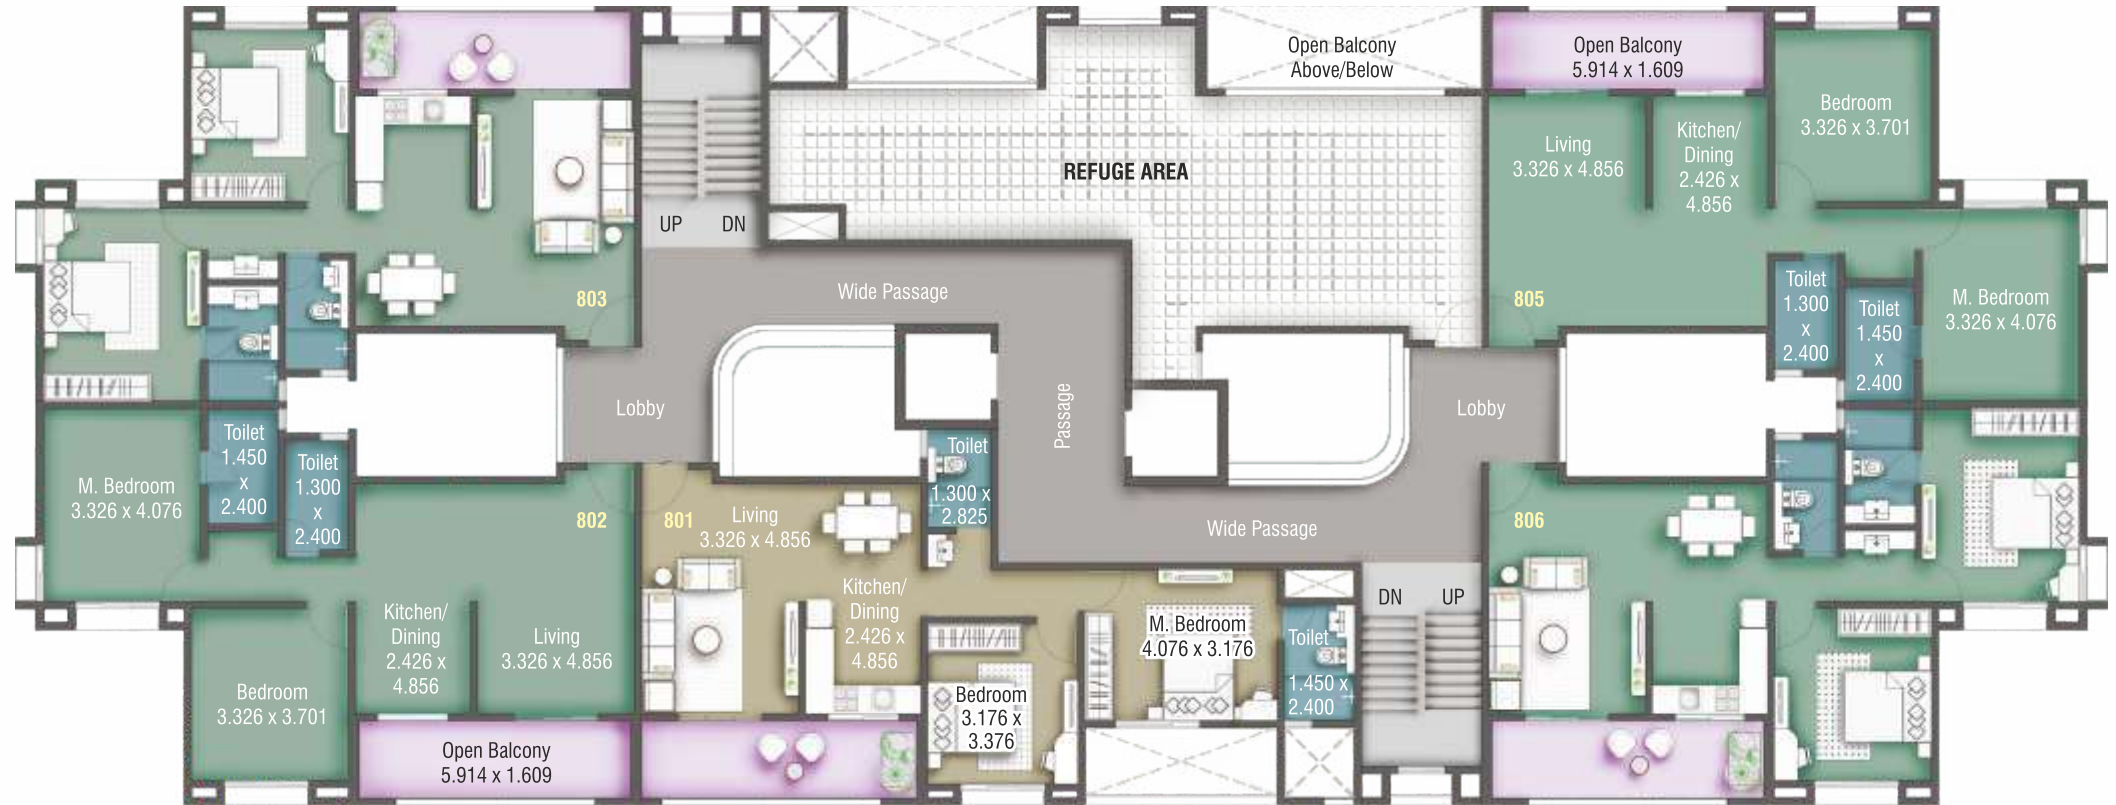 Open Balcony
Above/Below
Open Balcony
5.914 x 1.609
Bedroom
3.326 x 3.701
Living
3.326 x 4.856
Kitchen/
Dining
2.426 x
4.856
REFUGE AREA
UP
DN
803
Wide Passage
805
Toilet
1.300
x
2.400
Toilet
1.450
x
2.400
M. Bedroom
3.326 x 4.076
Lobby
Passage
Lobby
Toilet
1.450
x
2.400
Toilet
1.300
x
2.400
M. Bedroom
3.326 x 4.076
802
801
Living
3.326 x 4.856
Toilet
1.300 x
2.825
Wide Passage
806
Kitchen/
Dining
2.426 x
4.856
Living
3.326 x 4.856
Kitchen/
Dining
2.426 x
4.856
M. Bedroom
4.076 x 3.176
Toilet
1.450 x
2.400
DN
UP
Bedroom
3.326 x 3.701
Bedroom
3.176 x
3.376
Open Balcony
5.914 x 1.609